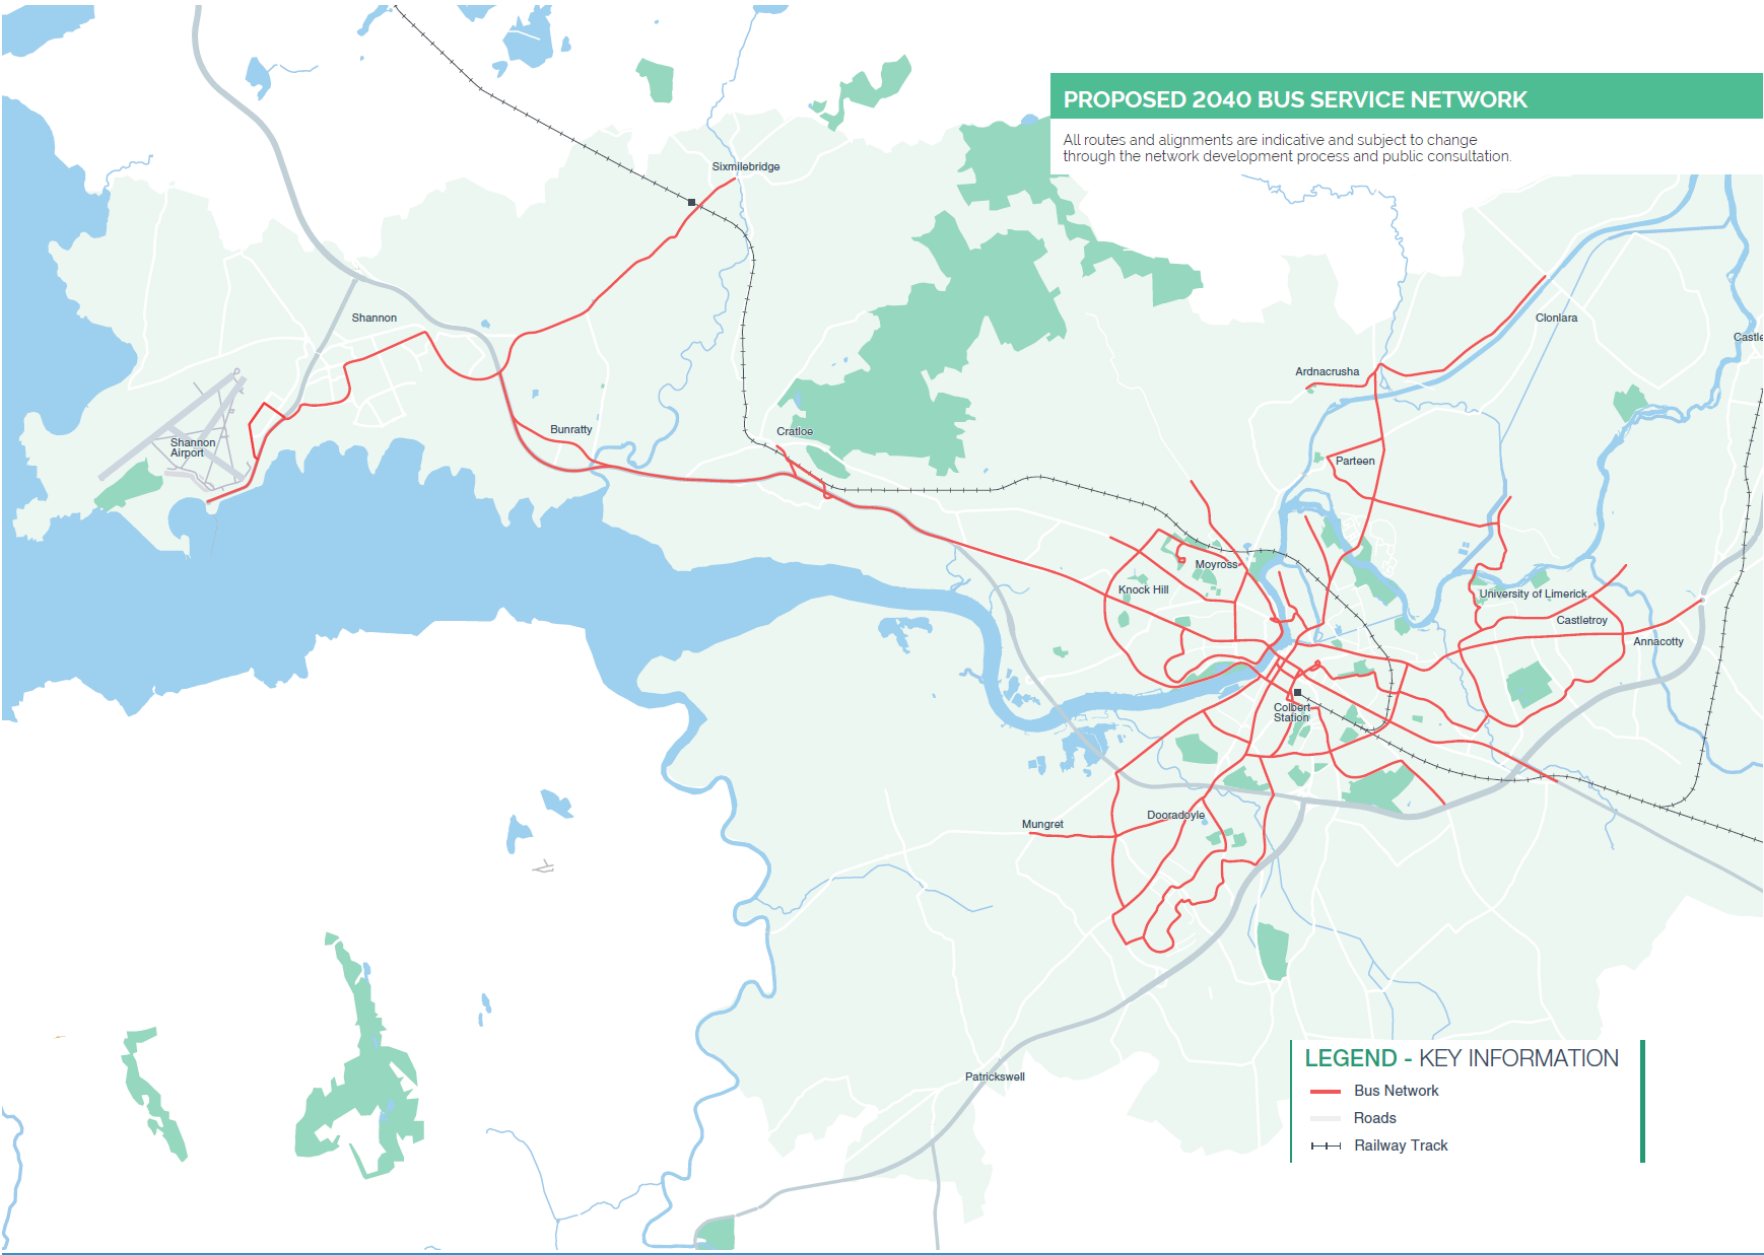 PROPOSED 2040 BUS SERVICE NETWORK
All routes and alignments are indicative and subject to change
through the network development process and public consultation.
Sixmilebridge
Shannon
Clonlara
Castle
Ardnacrusha
Bunratty
Cratloe
Shannon
Airport
Parteen
Moyross
Knock Hill
University of Limerick
Castletroy
Annacotty
Colbert
Station
Mungret
Dooradoyle
Patrickswell
LEGEND - KEY INFORMATION
Bus Network
Roads
Railway Track